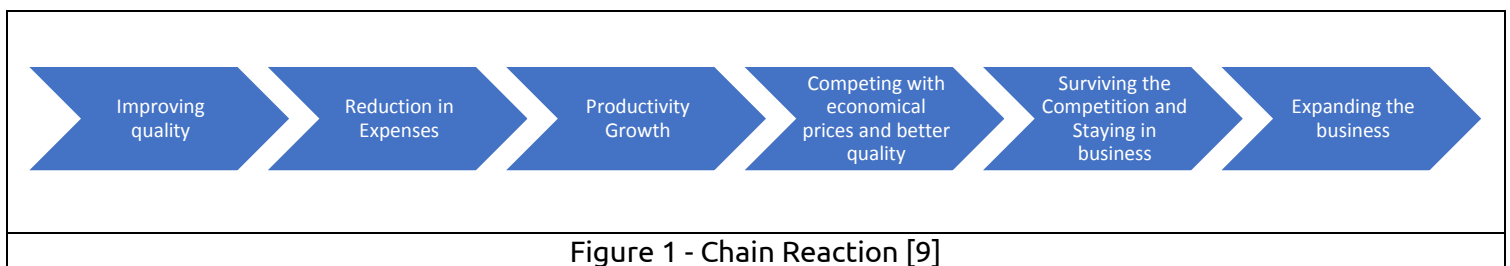 Improving
quality
Reduction in
Expenses
Productivity
Growth
Competing with
economical
prices and better
quality
Surviving the
Competition and
Staying in
business
Expanding the
business
Figure 1 - Chain Reaction [9]